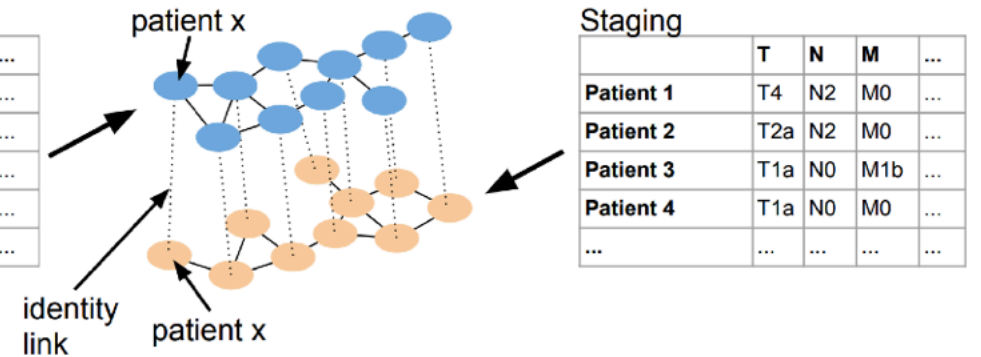 patient x
Staging
...
...
...
...
...
...
T N M ...
Patient 1 T4 N2 M0 ...
Patient 2 T2a N2 M0 ...
Patient 3 T1a N0 M1b ...
Patient 4 T1a N0 M0 ...
... ... ... ... ...
identity
link
patient x